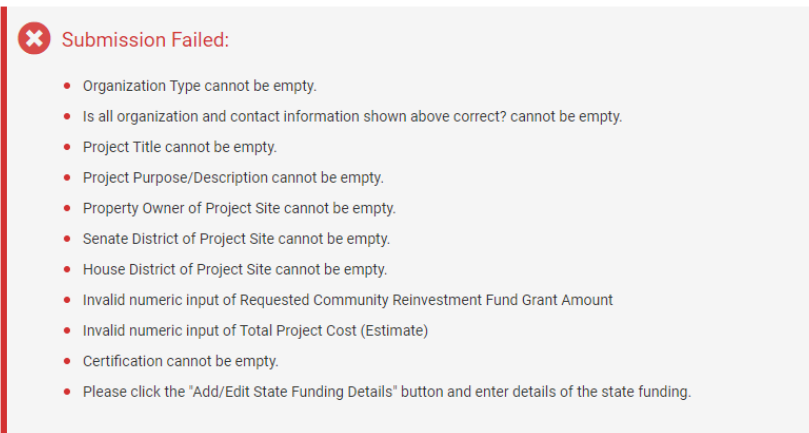 Submission Failed:
Organization Type cannot be empty.
Is all organization and contact information shown above correct? cannot be empty.
Project Title cannot be empty.
Project Purpose/Description cannot be empty.
Property Owner of Project Site cannot be empty.
Senate District of Project Site cannot be empty.
House District of Project Site cannot be empty.
Invalid numeric input of Requested Community Reinvestment Fund Grant Amount
Invalid numeric input of Total Project Cost (Estimate)
Certification cannot be empty.
Please click the "Add/Edit State Funding Details" button and enter details of the state funding.